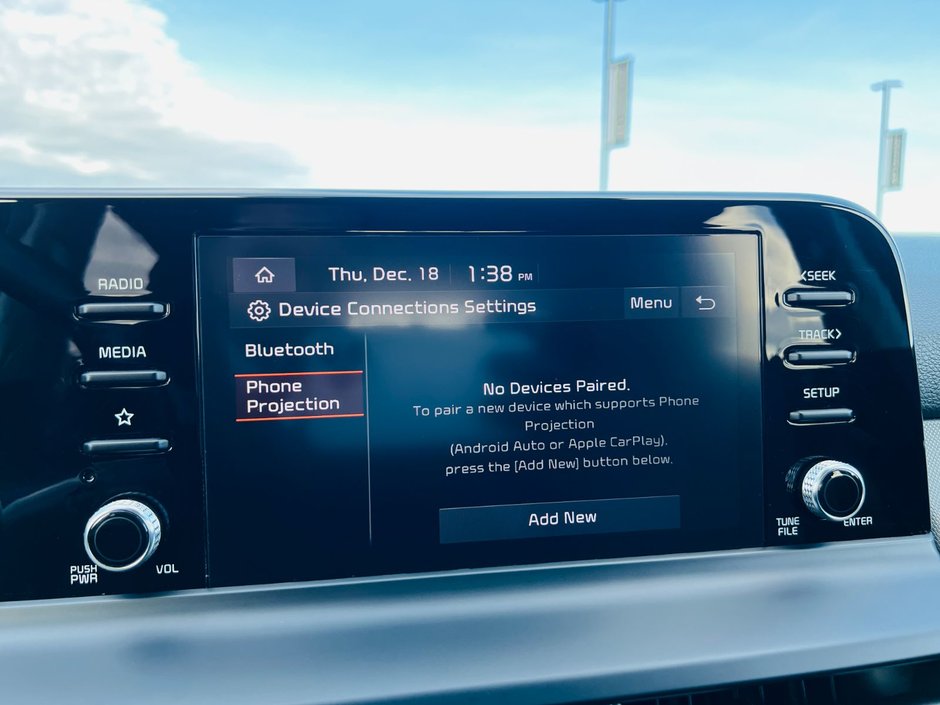 RADIO
MEDIA
PUSH
PWR
VOL
Thu, Dec. 18 1:38 PM
Device Connections Settings Menu
Bluetooth
Phone
Projection
No Devices Paired.
To pair a new device which supports Phone
Projection
(Android Auto or Apple CarPlay),
press the [Add New] button below.
Add New
<SEEK
TRACK>
SETUP
TUNE
FILE
ENTER